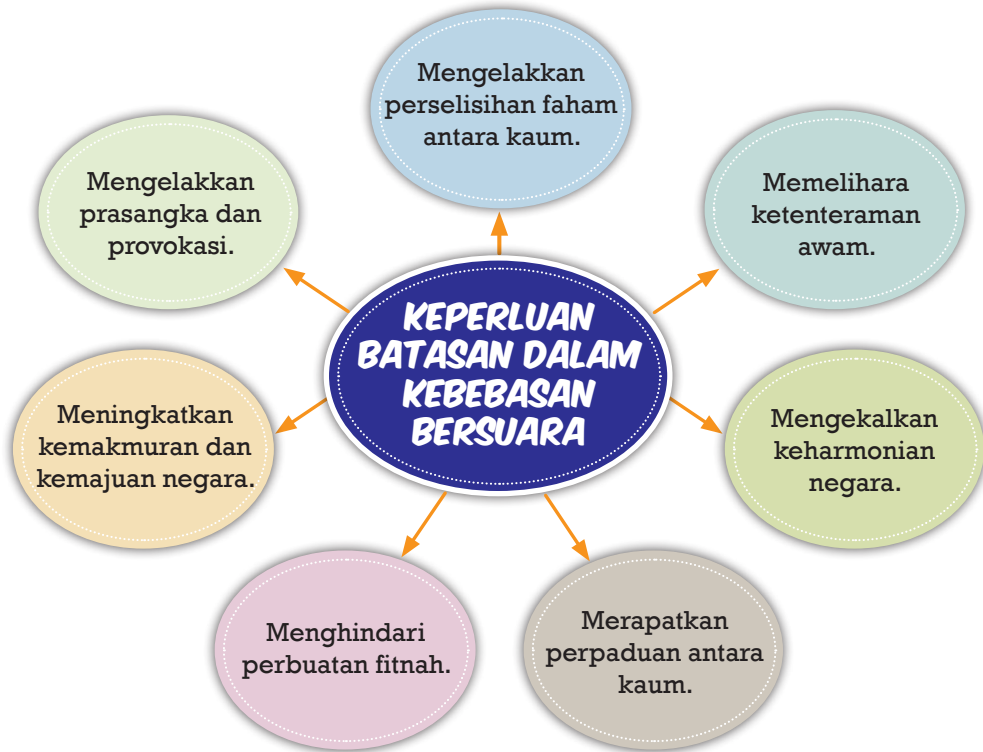 Mengelakkan
perselisihan faham
antara kaum.
Mengelakkan
prasangka dan
provokasi.
Memelihara
ketenteraman
awam.
KEPERLUAN
BATASAN DALAM
KEBEBASAN
BERSUARA
Meningkatkan
kemakmuran dan
kemajuan negara.
Mengekalkan
keharmonian
negara.
Menghindari
perbuatan fitnah.
Merapatkan
perpaduan antara
kaum.